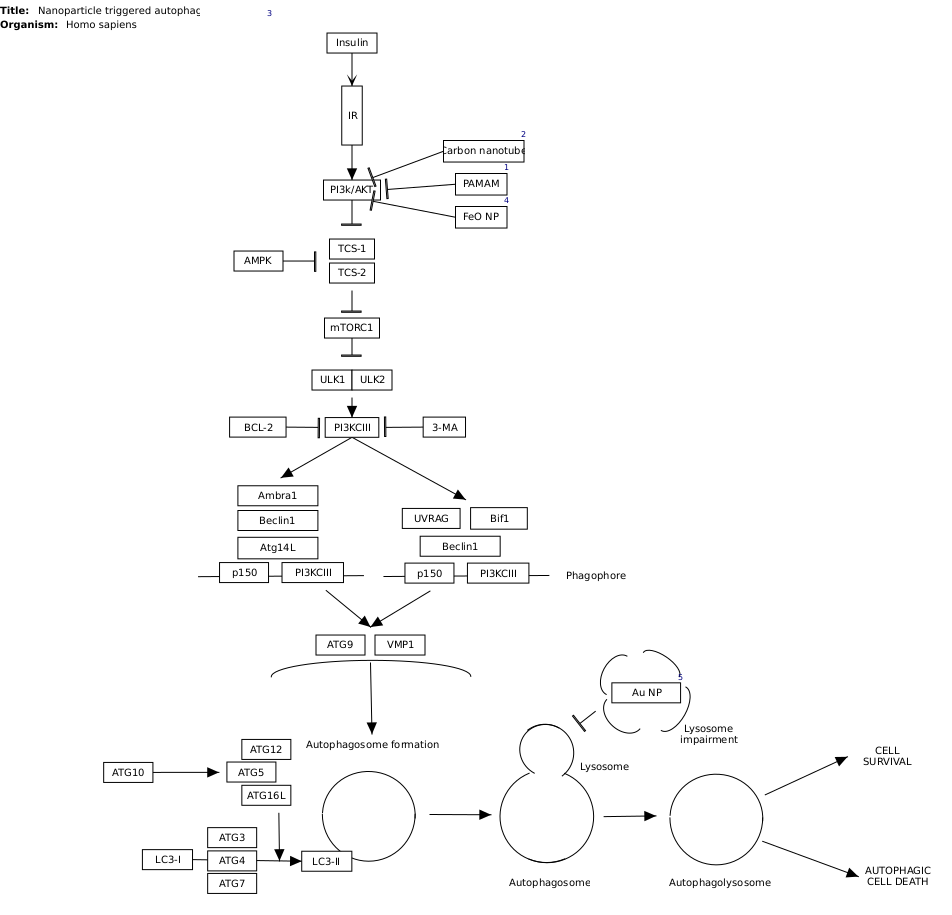 Title: Nanoparticle triggered autophag
3
Organism: Homo sapiens
Insulin
IR
2
Carbon nanotube
1
PI3k/AKT
PAMAM
4
FeO NP
TCS-1
AMPK
TCS-2
mTORC1
ULK1 ULK2
BCL-2 PI3KCIII 3-MA
Ambra1
Beclin1
UVRAG Bif1
Atg14L
Beclin1
p150 PI3KCIII
p150 PI3KCIII
Phagophore
ATG9 VMP1
5
Au NP
Lysosome
impairment
Autophagosome formation
ATG12
ATG10 ATG5
ATG16L
Lysosome
CELL
SURVIVAL
ATG3
LC3-I ATG4 LC3-II
ATG7
Autophagosome
Autophagolysosome
AUTOPHAGIC
CELL DEATH